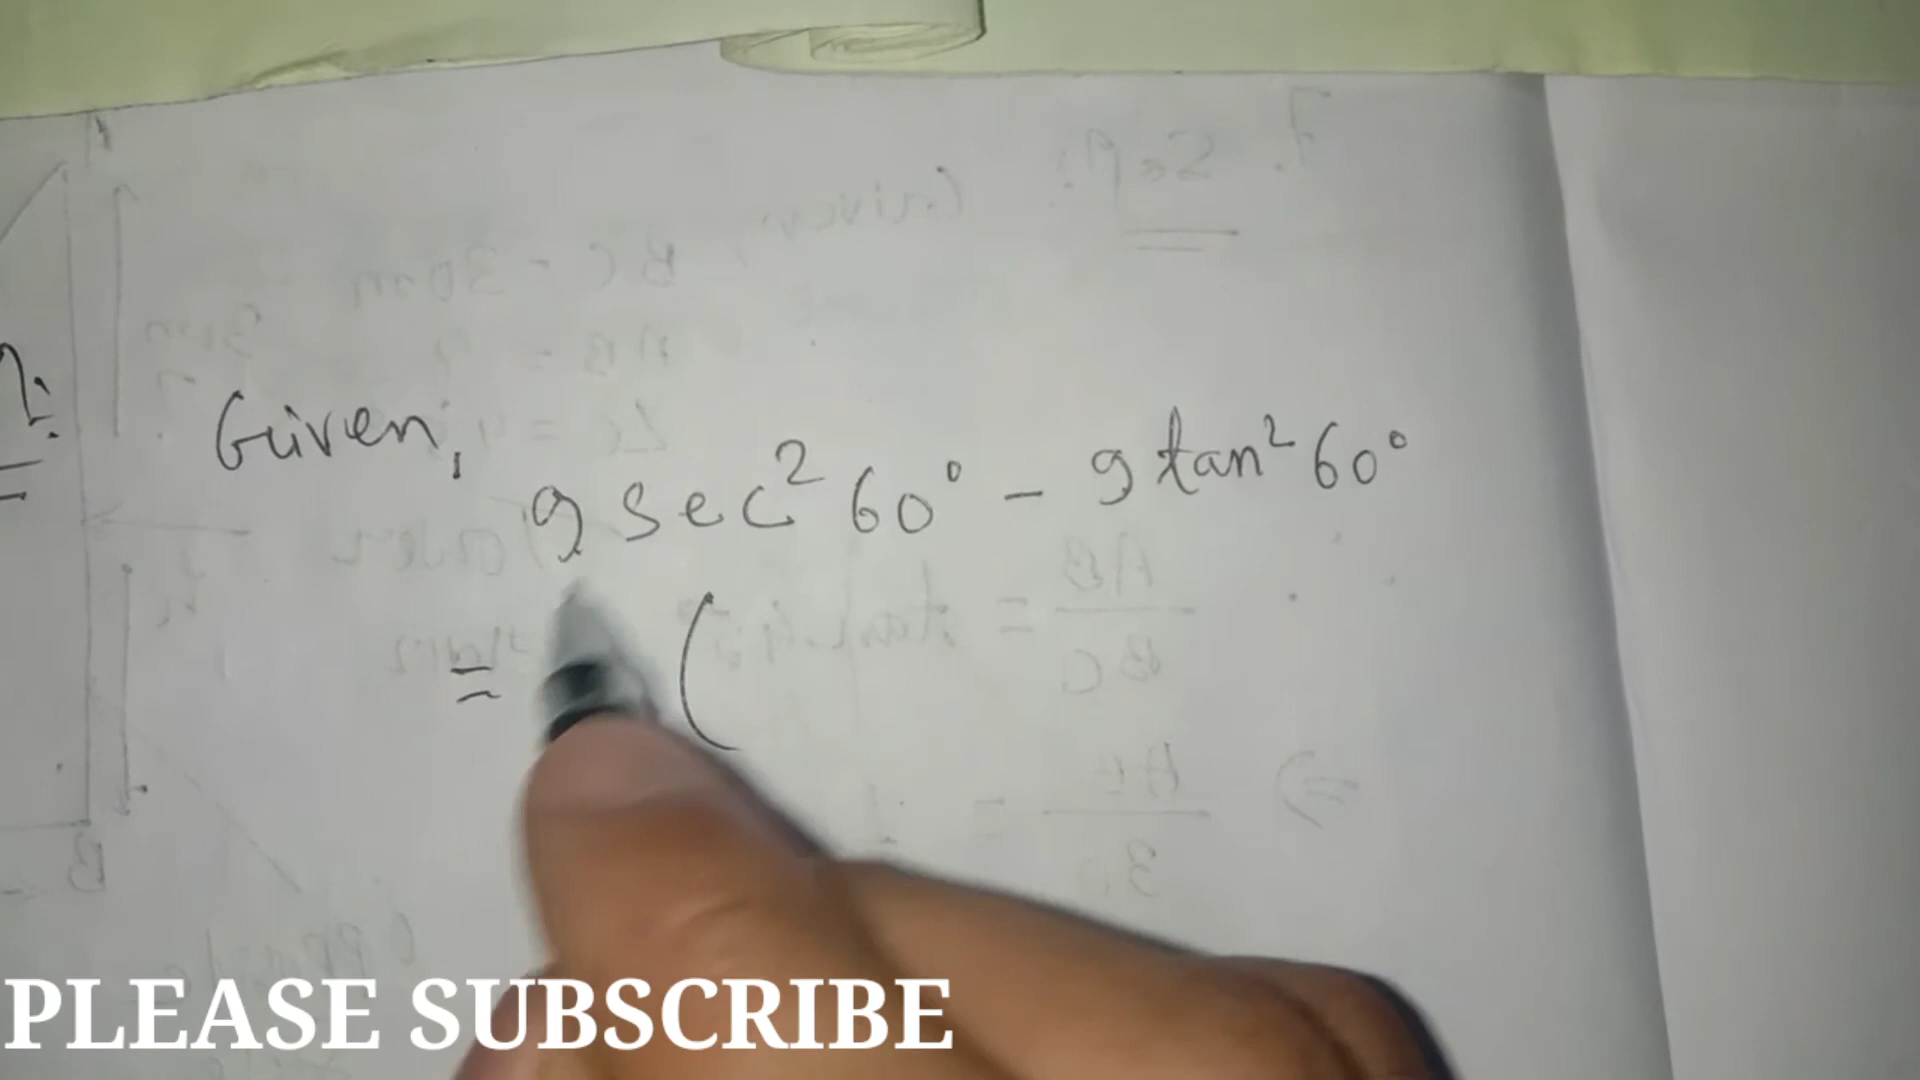 Given,
9 sec² 60° - 9 tan² 60°
= (
PLEASE SUBSCRIBE